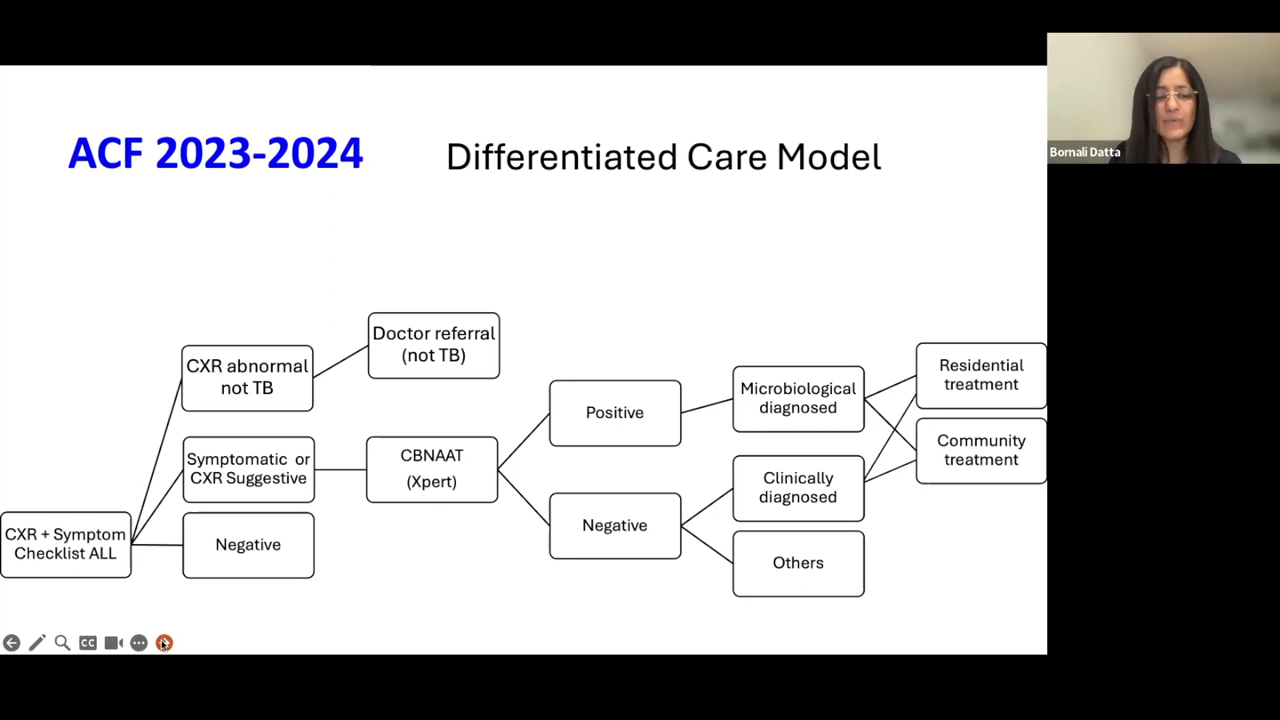 ACF 2023-2024
Differentiated Care Model
Bornali Datta
Doctor referral
(not TB)
CXR abnormal
not TB
Symptomatic or
CXR Suggestive
CXR + Symptom
Checklist ALL
Negative
CBNAAT
(Xpert)
Positive
Negative
Microbiological
diagnosed
Clinically
diagnosed
Others
Residential
treatment
Community
treatment
CC